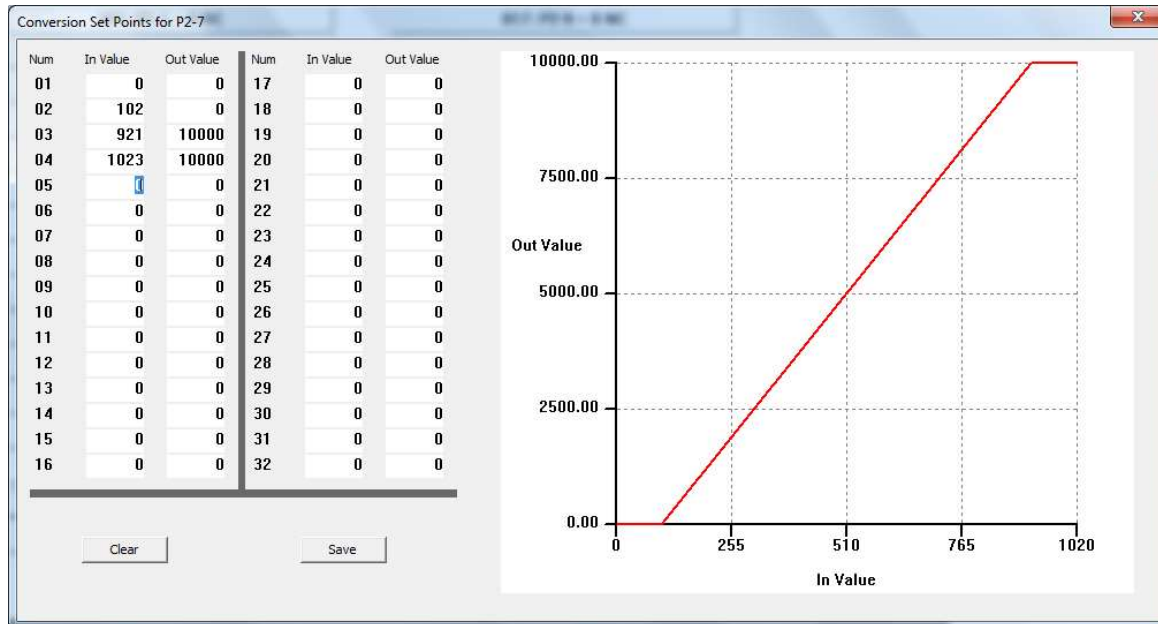 Conversion Set Points for P2-7
Num In Value Out Value Num In Value Out Value
01 0 0 17 0 0
02 102 0 18 0 0
03 921 10000 19 0 0
04 1023 10000 20 0 0
05 0 0 21 0 0
06 0 0 22 0 0
07 0 0 23 0 0
08 0 0 24 0 0
09 0 0 25 0 0
10 0 0 26 0 0
11 0 0 27 0 0
12 0 0 28 0 0
13 0 0 29 0 0
14 0 0 30 0 0
15 0 0 31 0 0
16 0 0 32 0 0
Clear Save
10000.00
7500.00
Out Value
5000.00
2500.00
0.00
0 255 510 765 1020
In Value